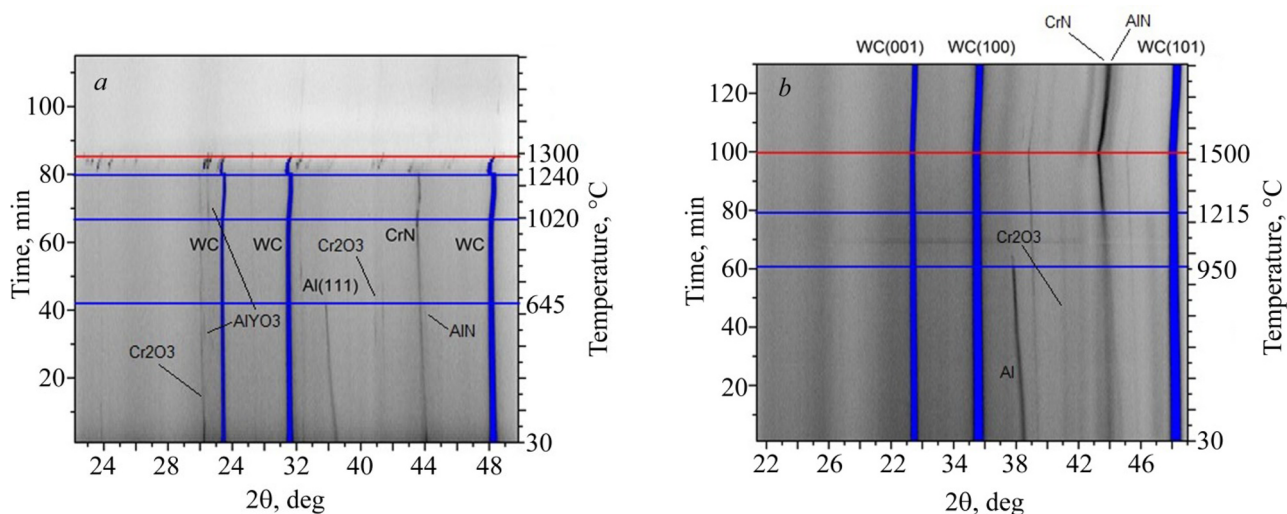 a
Time, min
100
80
60
40
20
1300
1240
1020
645
30
Temperature, °C
WC
WC
Cr2O3
CrN
WC
Al(111)
AlYO3
AlN
Cr2O3
24 24 32 40 44 48
2θ, deg
CrN AlN
WC(001) WC(100) WC(101)
b
Time, min
120
100
80
60
40
20
1500
1215
950
30
Temperature, °C
Cr2O3
Al
22 26 22 34 38 42 46
2θ, deg